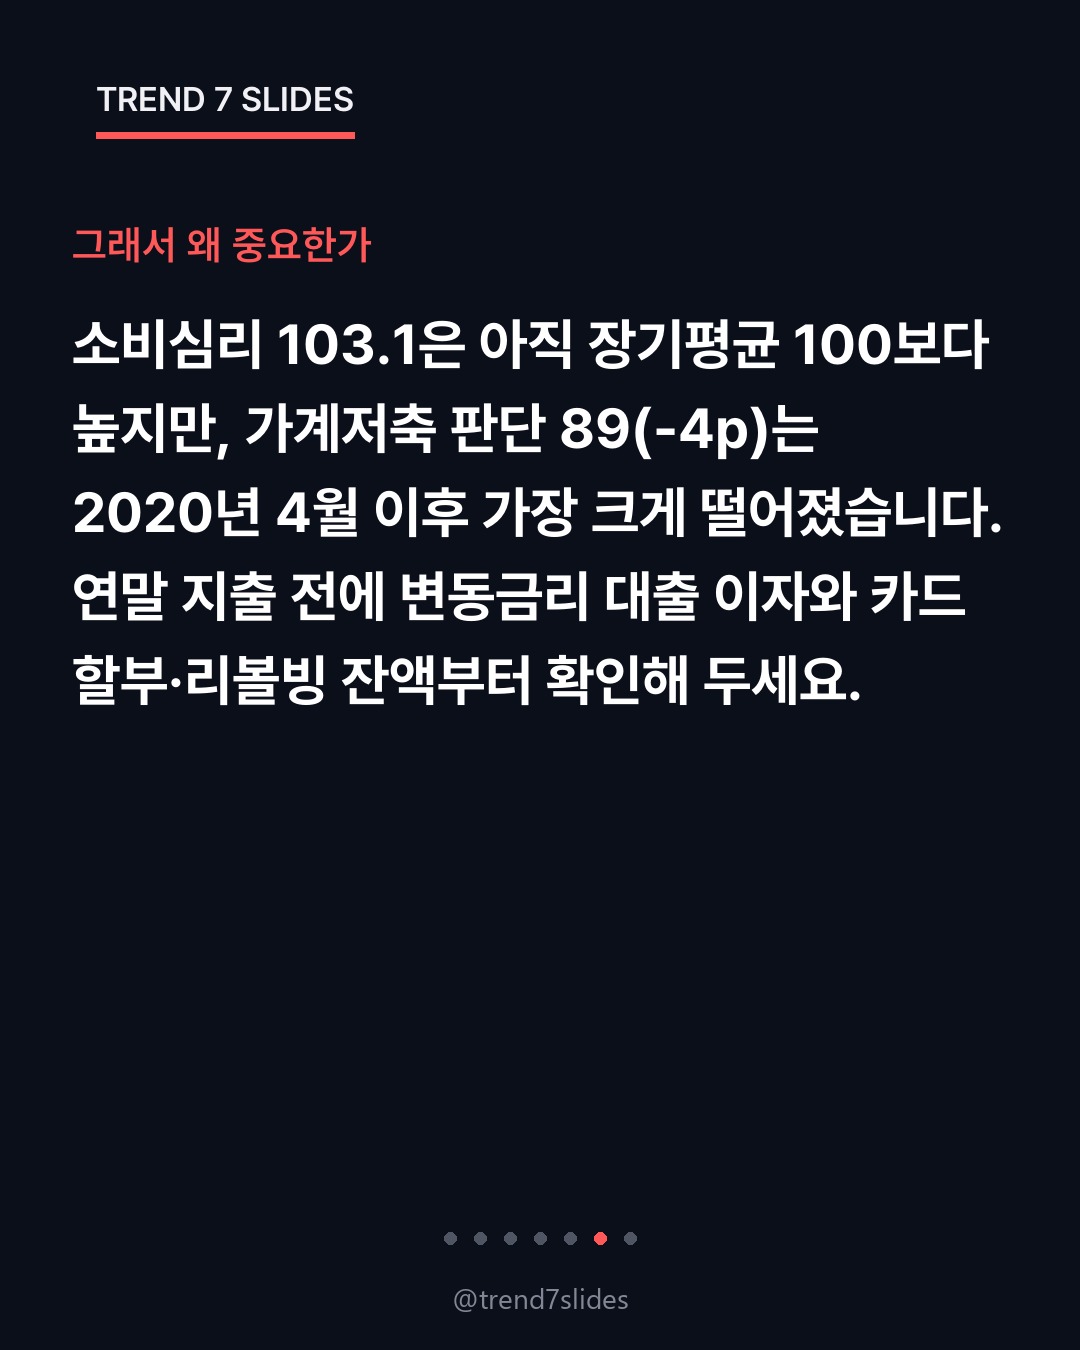 TREND 7 SLIDES
그래서 왜 중요한가
소비심리 103.1은 아직 장기평균 100보다
높지만, 가계저축 판단 89(-4p)는
2020년 4월 이후 가장 크게 떨어졌습니다.
연말 지출 전에 변동금리 대출 이자와 카드
할부·리볼빙 잔액부터 확인해 두세요.
@trend7slides